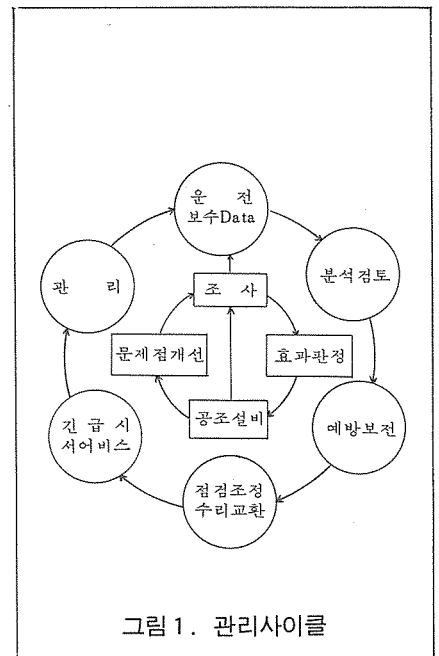 운 전
보수Data
분석검토
관 리
조 사
문제점개선
효과판정
공조설비
긴 급 시
서어비스
예방보전
점검조정
수리교환
그림 1. 관리사이클